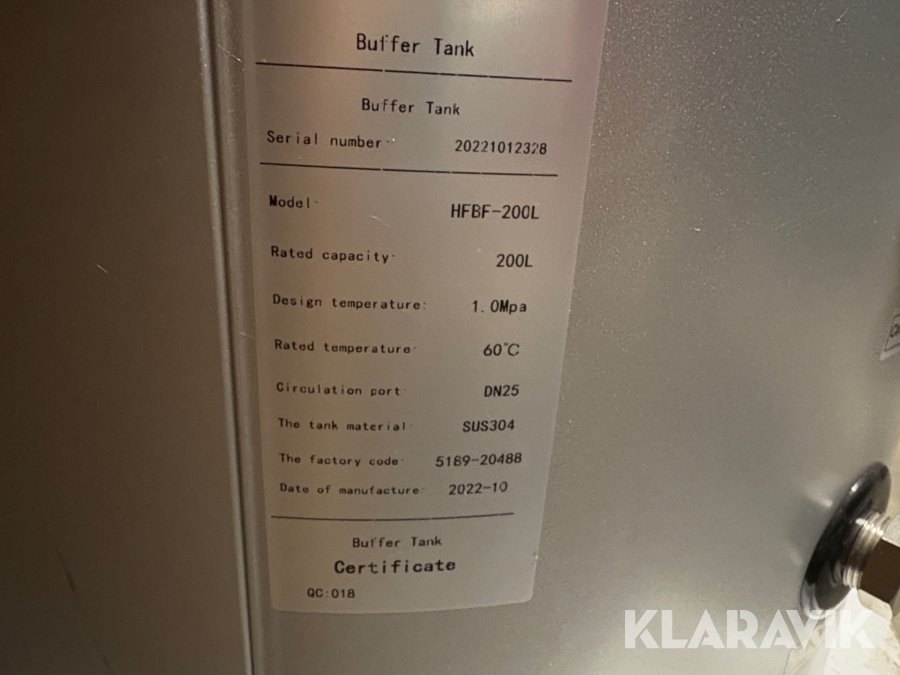 Buffer Tank
Buffer Tank
Serial number: 20221012328
Model: HFBF-200L
Rated capacity: 200L
Design temperature: 1.0Mpa
Rated temperature: 60℃
Circulation port: DN25
The tank material: SUS304
The factory code: 5189-20488
Date of manufacture: 2022-10
Buffer Tank
Certificate
QC:018
KLARAVIK